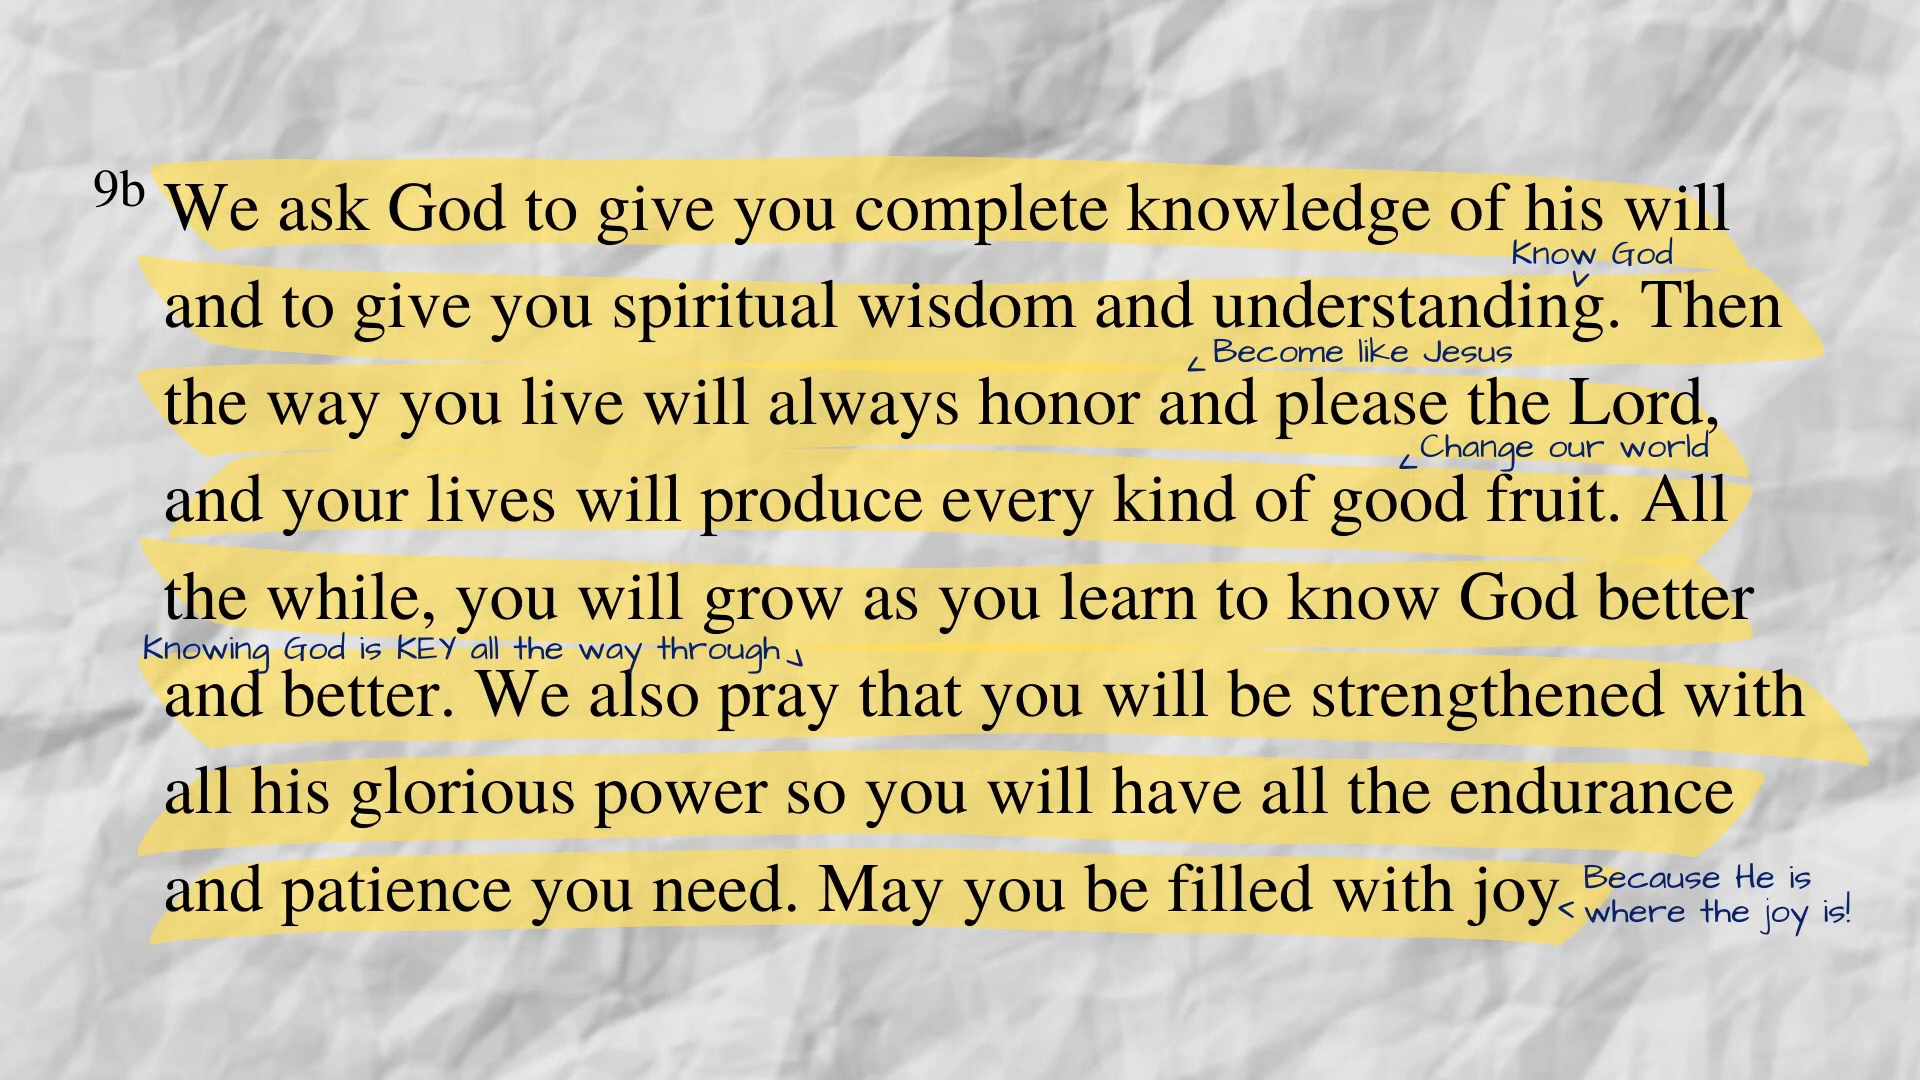 9b We ask God to give you complete knowledge of his will
Know God
and to give you spiritual wisdom and understanding. Then
Become like Jesus
the way you live will always honor and please the Lord,
Change our world
and your lives will produce every kind of good fruit. All
the while, you will grow as you learn to know God better
Knowing God is KEY all the way through
and better. We also pray that you will be strengthened with
all his glorious power so you will have all the endurance
and patience you need. May you be filled with joy
Because He is
where the joy is!